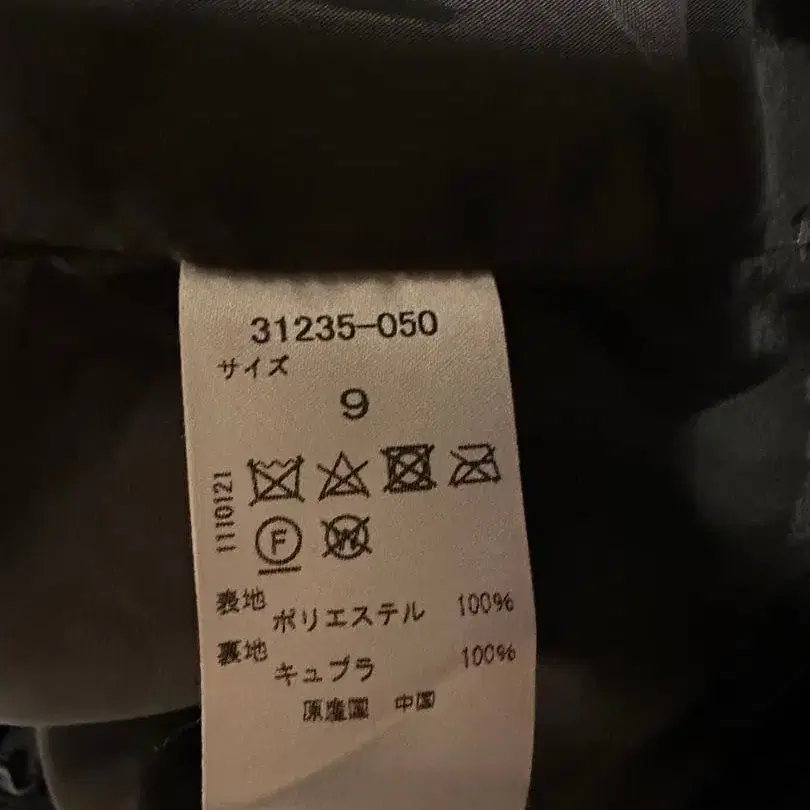 31235-050
サイズ
9
1110121
F
W
表地 ポリエステル 100%
裏地 キュプラ 100%
原産国 中国